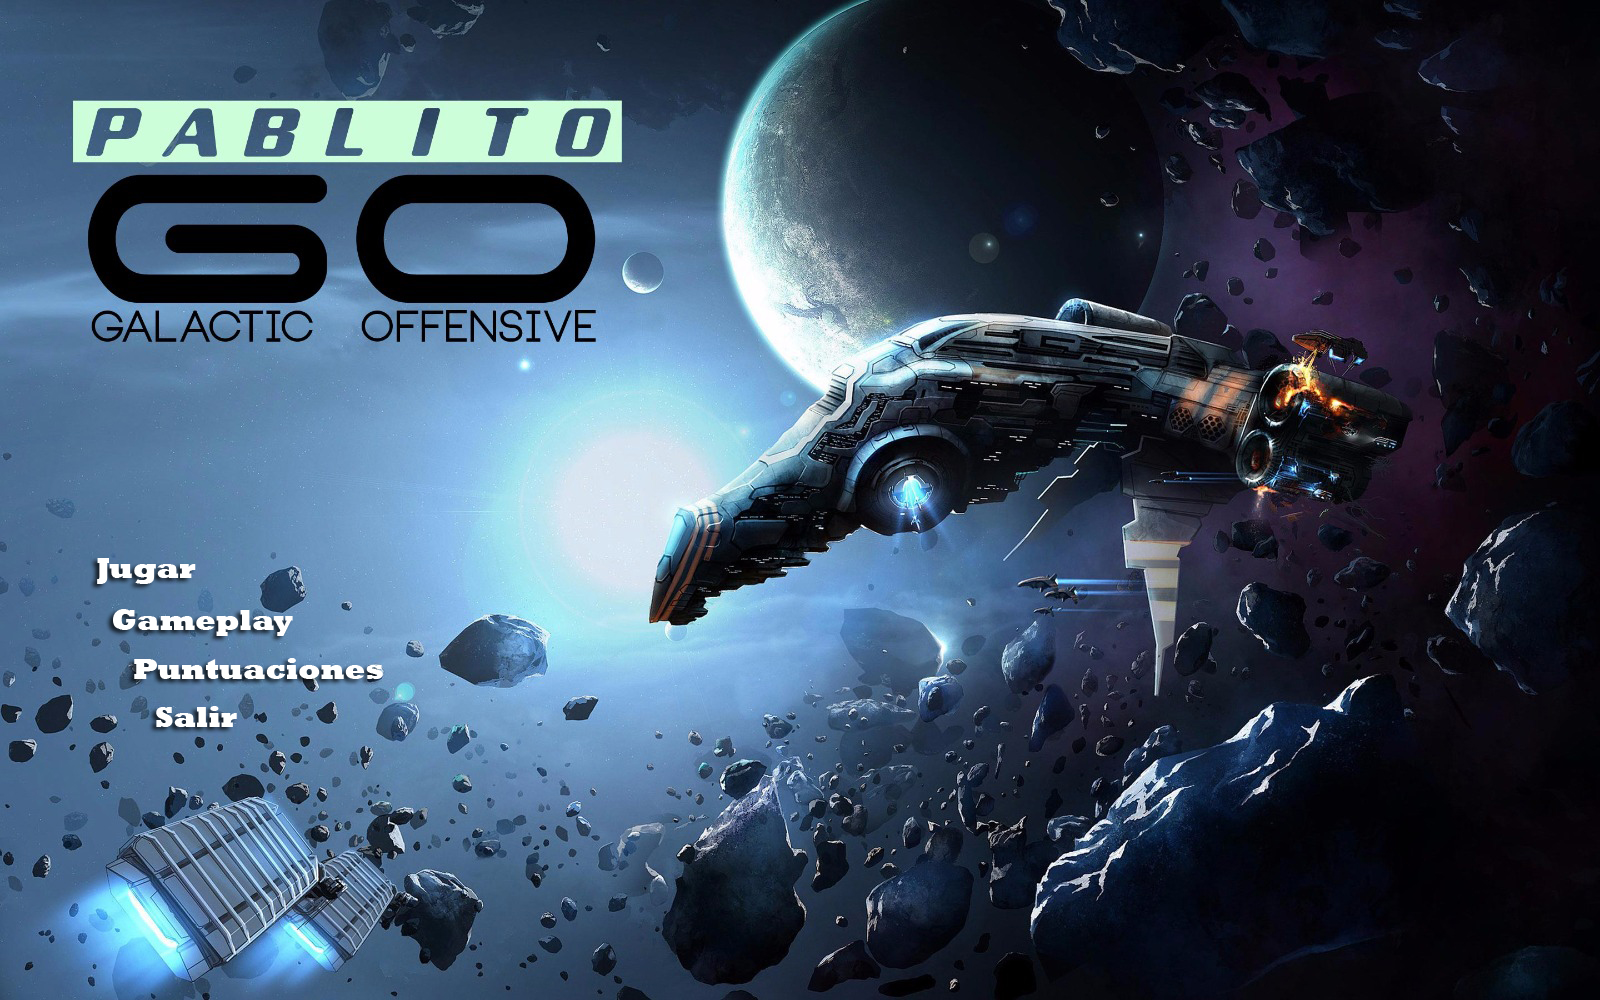 PABLITO
GO
GALACTIC OFFENSIVE
Jugar
Gameplay
Puntuaciones
Salir